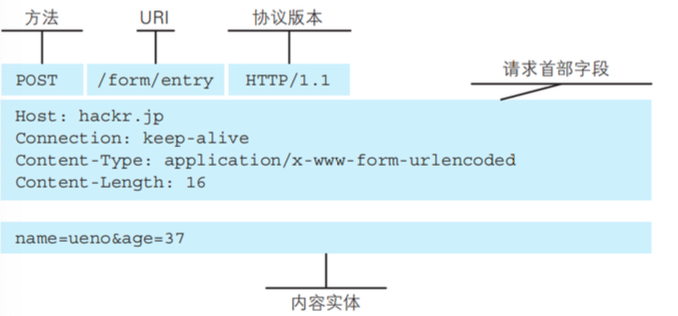 方法 URI 协议版本
POST /form/entry HTTP/1.1
请求首部字段
Host: hackr.jp
Connection: keep-alive
Content-Type: application/x-www-form-urlencoded
Content-Length: 16
name=ueno&age=37
内容实体